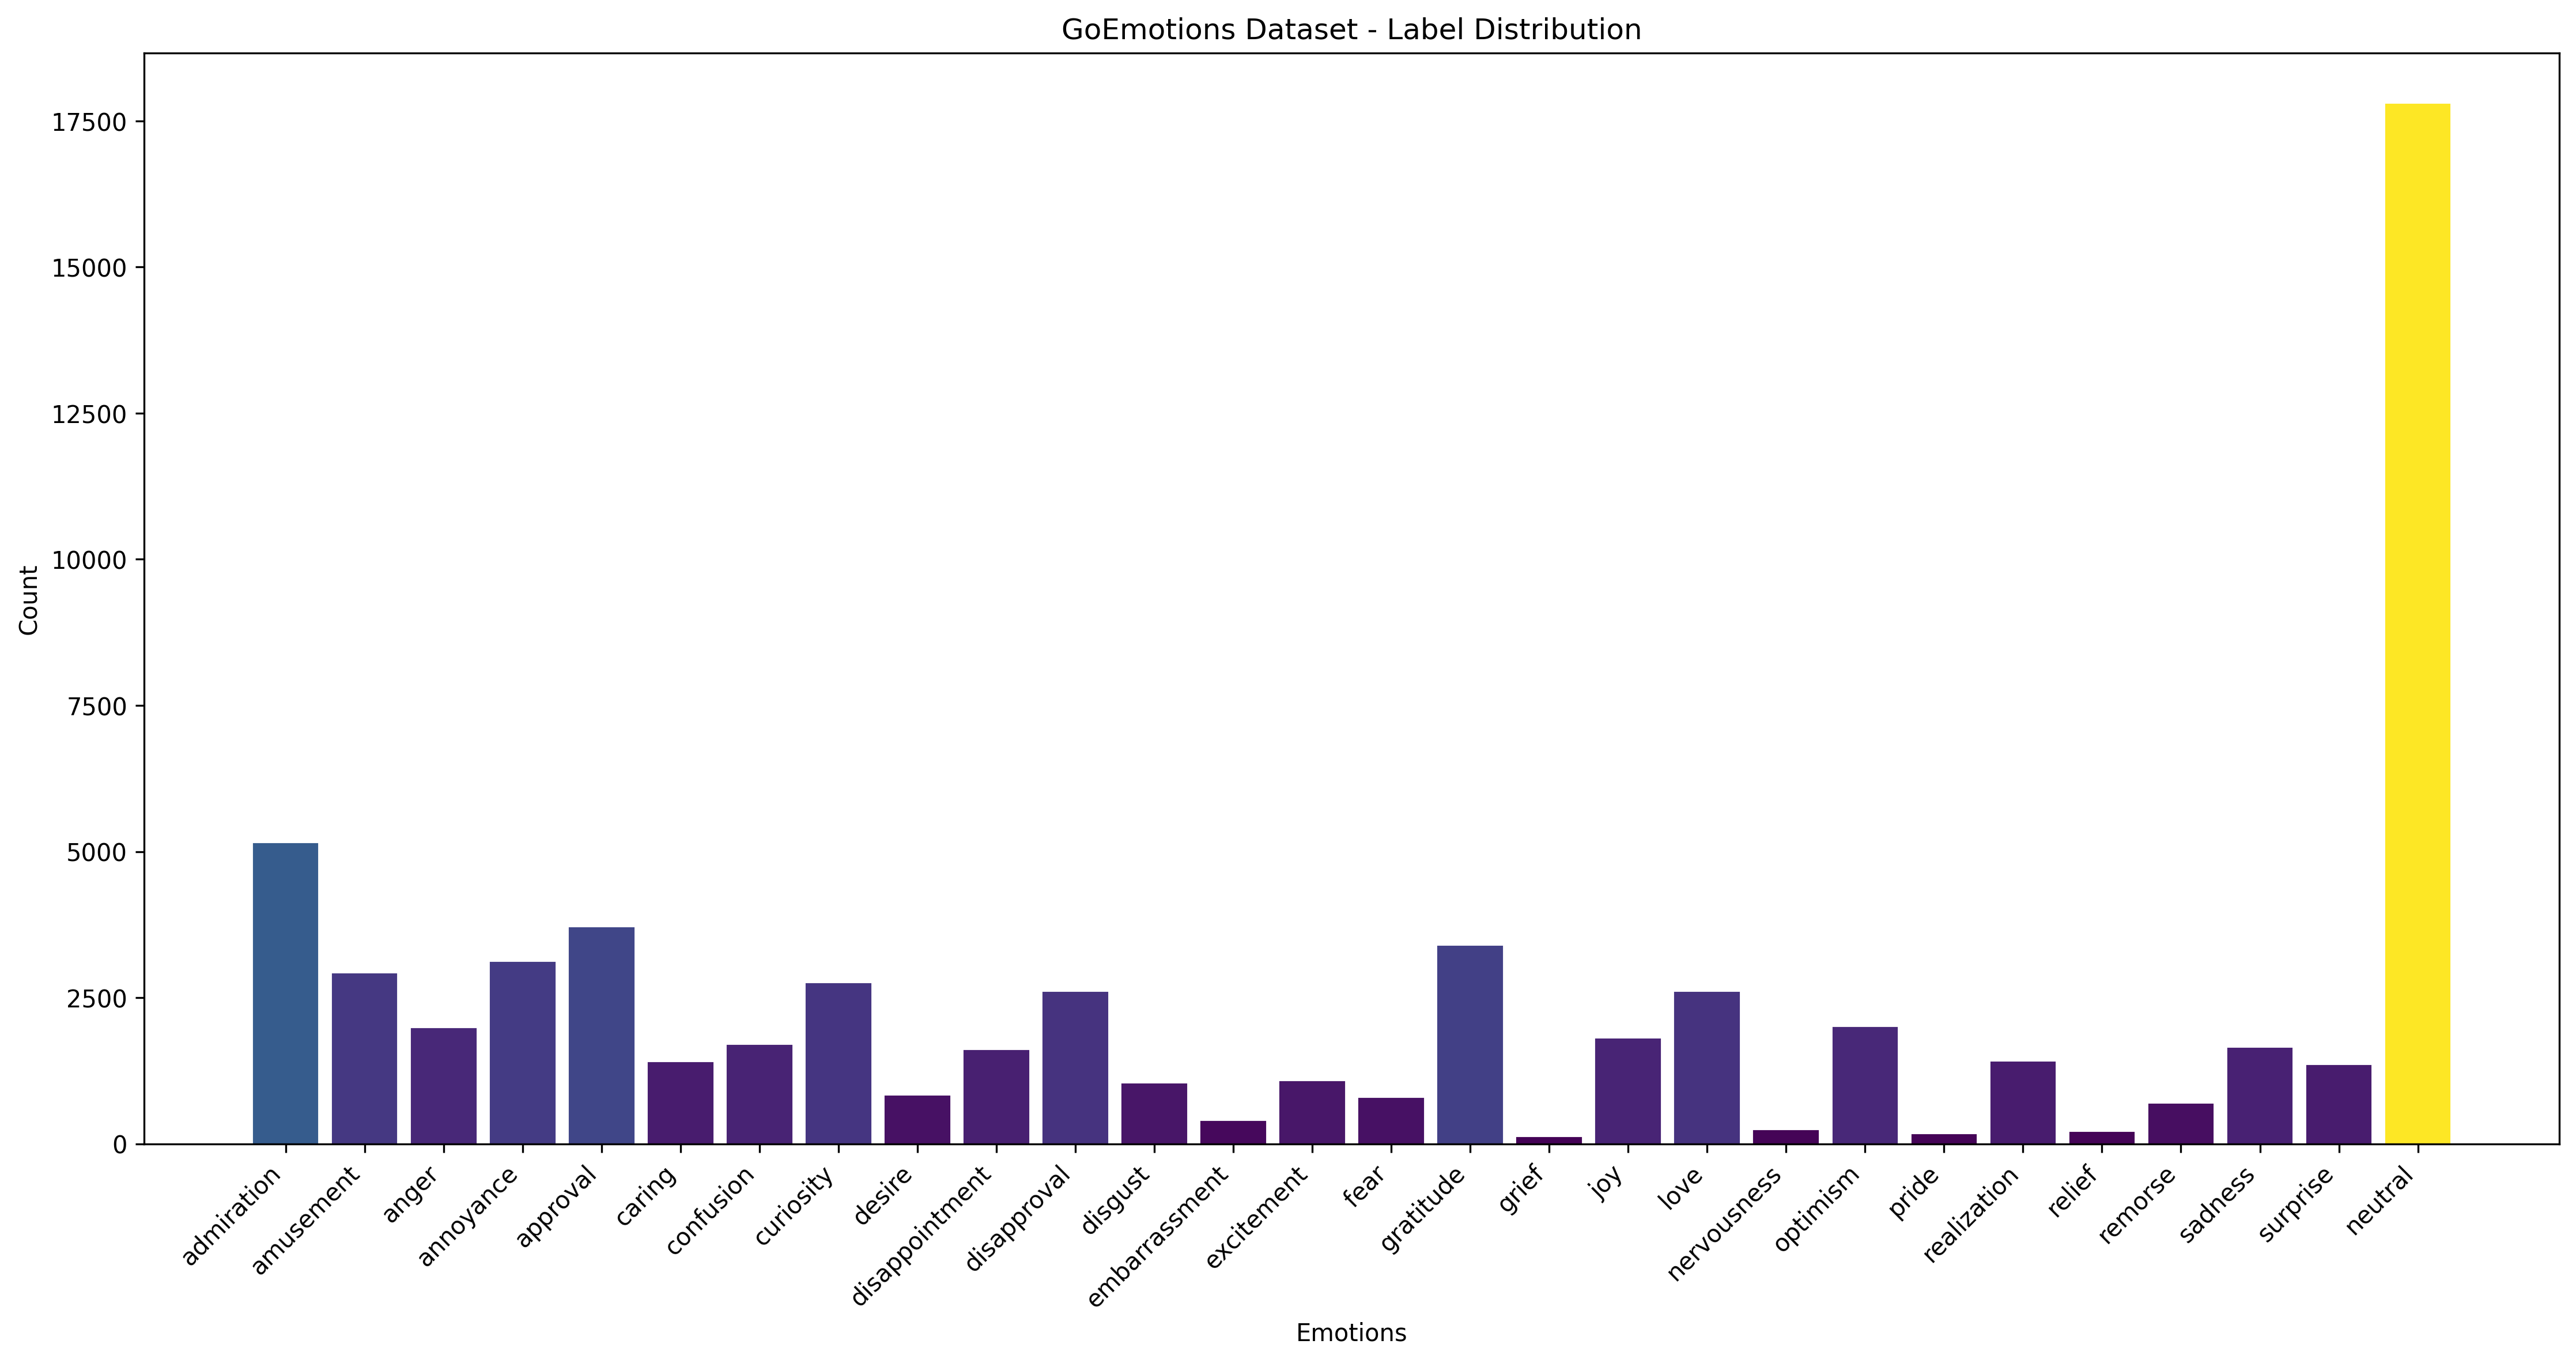 GoEmotions Dataset - Label Distribution
Count
17500
15000
12500
10000
7500
5000
2500
0
admiration
amusement
anger
annoyance
approval
caring
confusion
curiosity
desire
disappointment
disapproval
disgust
embarrassment
excitement
fear
gratitude
grief
joy
love
nervousness
optimism
pride
realization
relief
remorse
sadness
surprise
neutral
Emotions